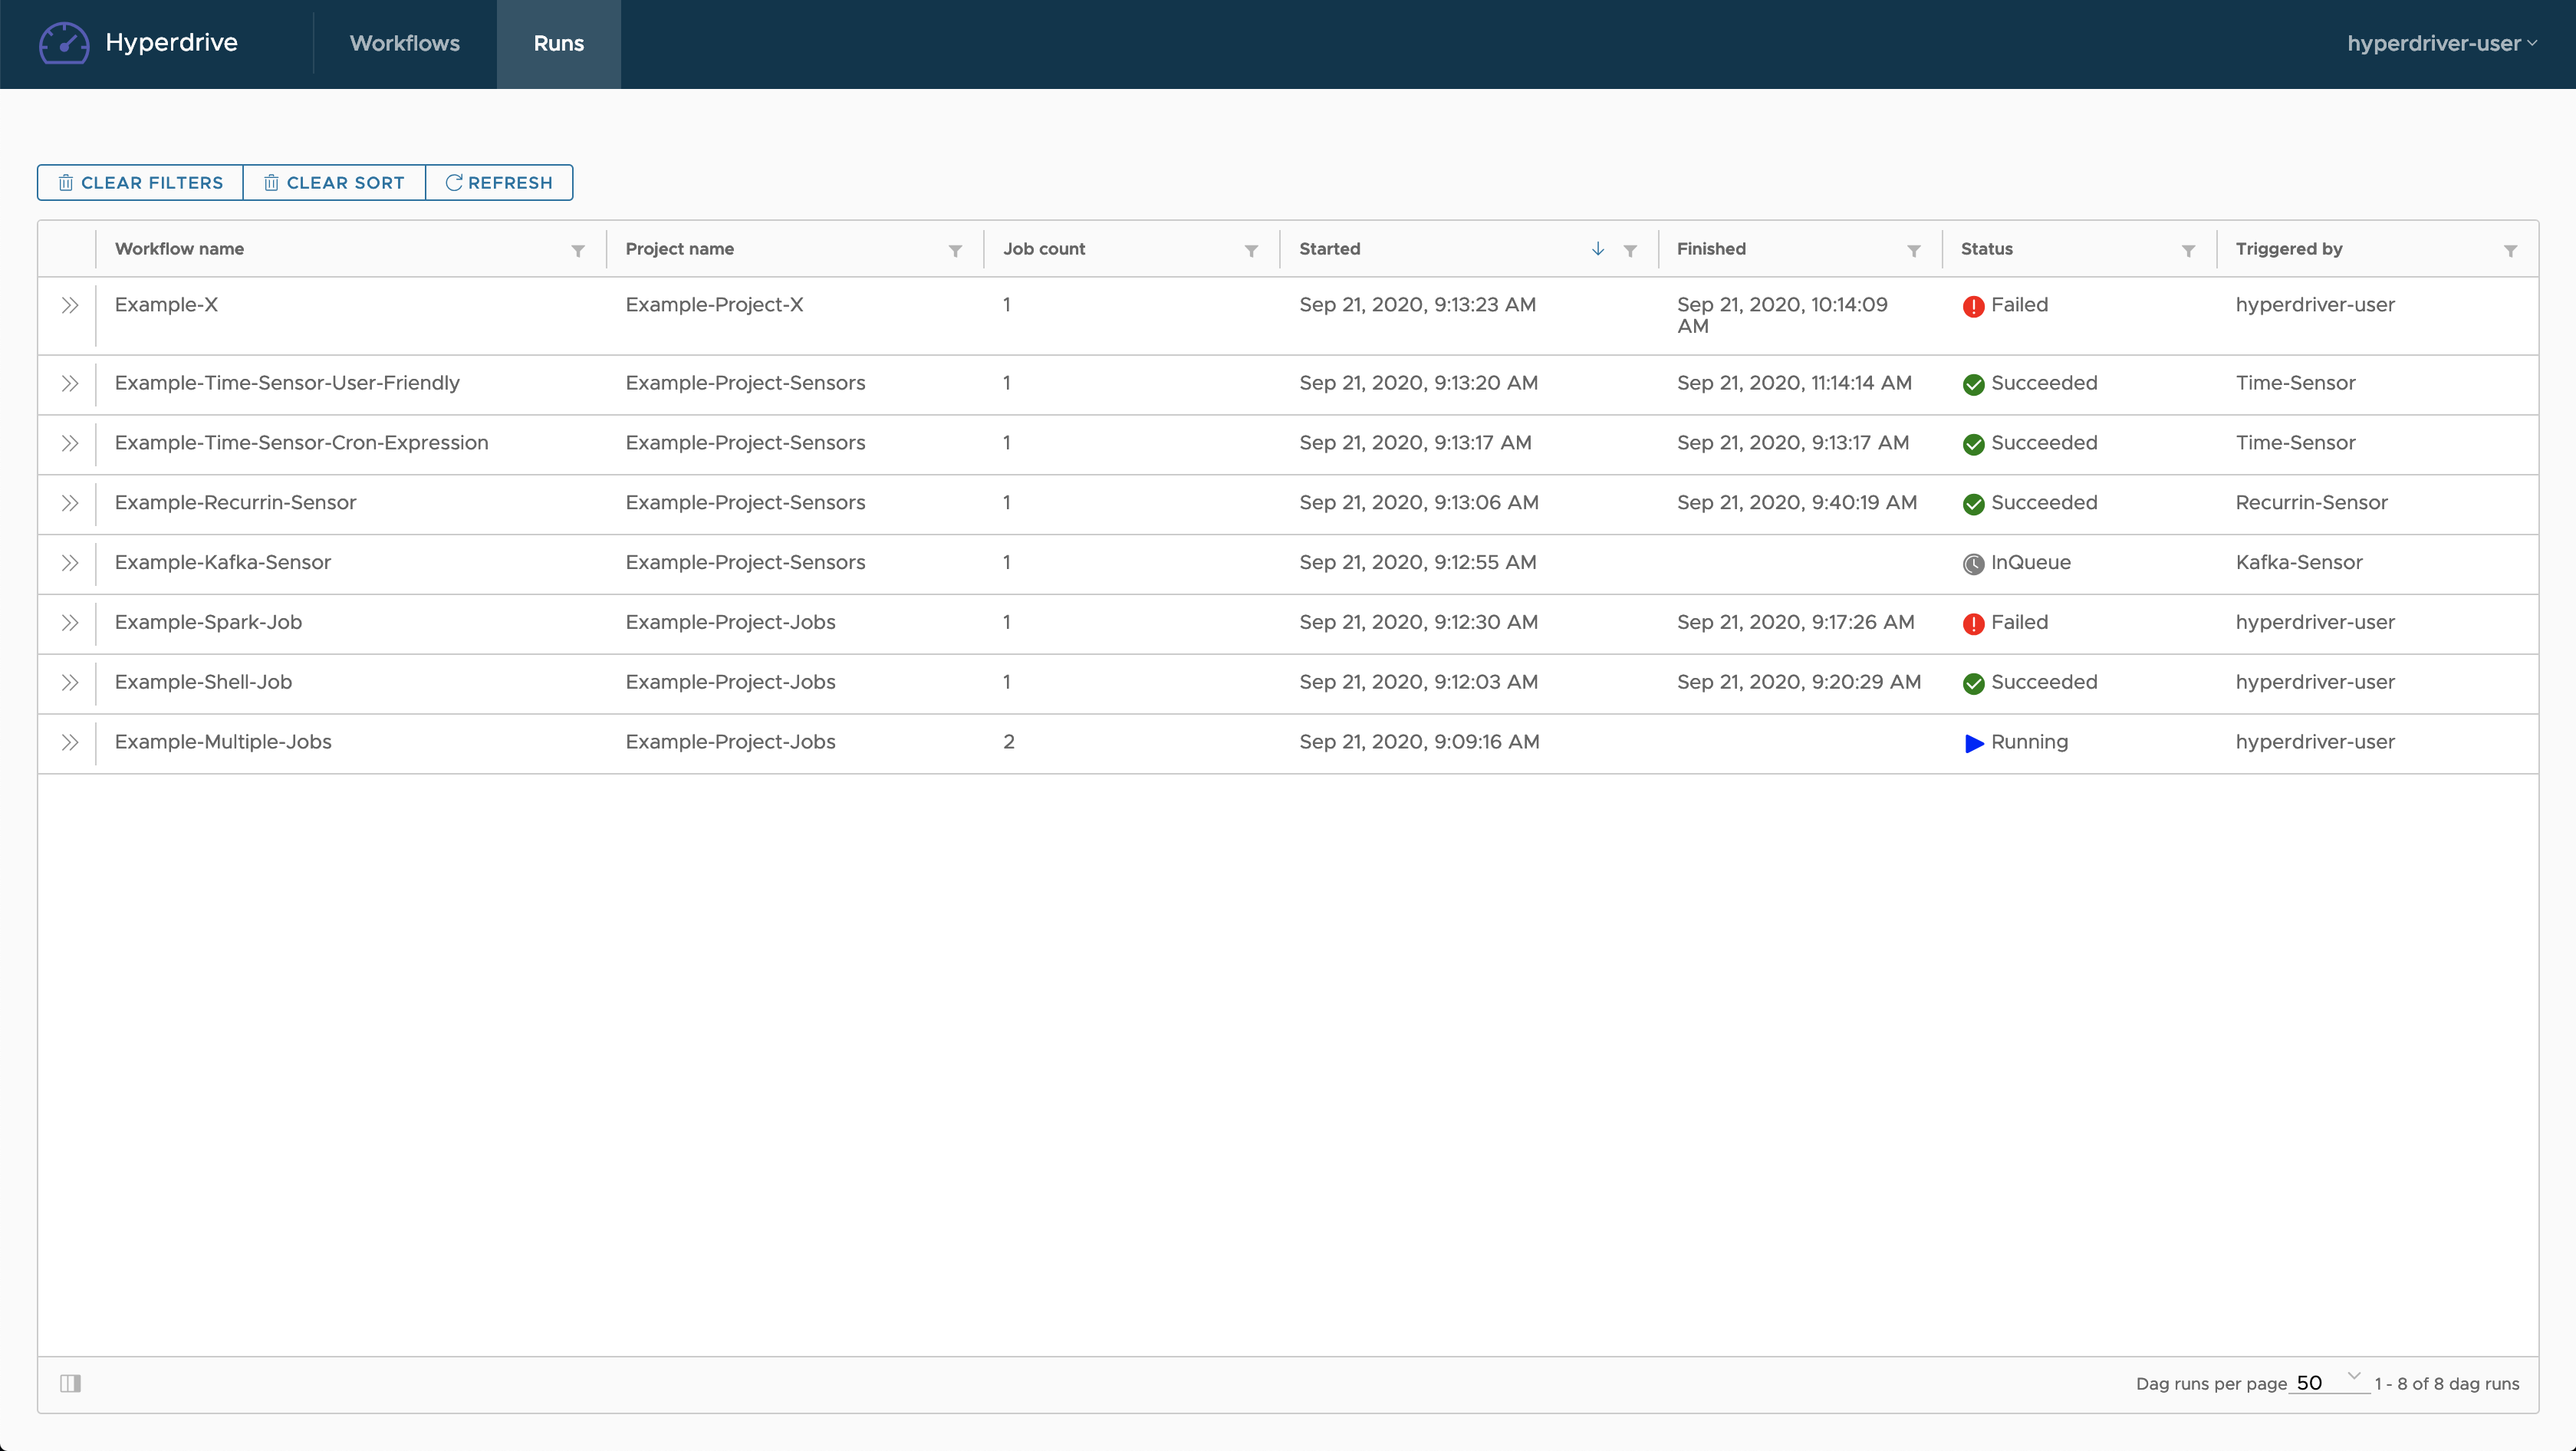 Hyperdrive Workflows Runs hyperdriver-user
CLEAR FILTERS CLEAR SORT REFRESH
Workflow name Project name Job count Started Finished Status Triggered by
Example-X Example-Project-X 1 Sep 21, 2020, 9:13:23 AM Sep 21, 2020, 10:14:09 Failed hyperdriver-user
AM
Example-Time-Sensor-User-Friendly Example-Project-Sensors 1 Sep 21, 2020, 9:13:20 AM Sep 21, 2020, 11:14:14 AM Succeeded Time-Sensor
Example-Time-Sensor-Cron-Expression Example-Project-Sensors 1 Sep 21, 2020, 9:13:17 AM Sep 21, 2020, 9:13:17 AM Succeeded Time-Sensor
Example-Recurrin-Sensor Example-Project-Sensors 1 Sep 21, 2020, 9:13:06 AM Sep 21, 2020, 9:40:19 AM Succeeded Recurrin-Sensor
Example-Kafka-Sensor Example-Project-Sensors 1 Sep 21, 2020, 9:12:55 AM InQueue Kafka-Sensor
Example-Spark-Job Example-Project-Jobs 1 Sep 21, 2020, 9:12:30 AM Sep 21, 2020, 9:17:26 AM Failed hyperdriver-user
Example-Shell-Job Example-Project-Jobs 1 Sep 21, 2020, 9:12:03 AM Sep 21, 2020, 9:20:29 AM Succeeded hyperdriver-user
Example-Multiple-Jobs Example-Project-Jobs 2 Sep 21, 2020, 9:09:16 AM Running hyperdriver-user
Dag runs per page 50 1 - 8 of 8 dag runs